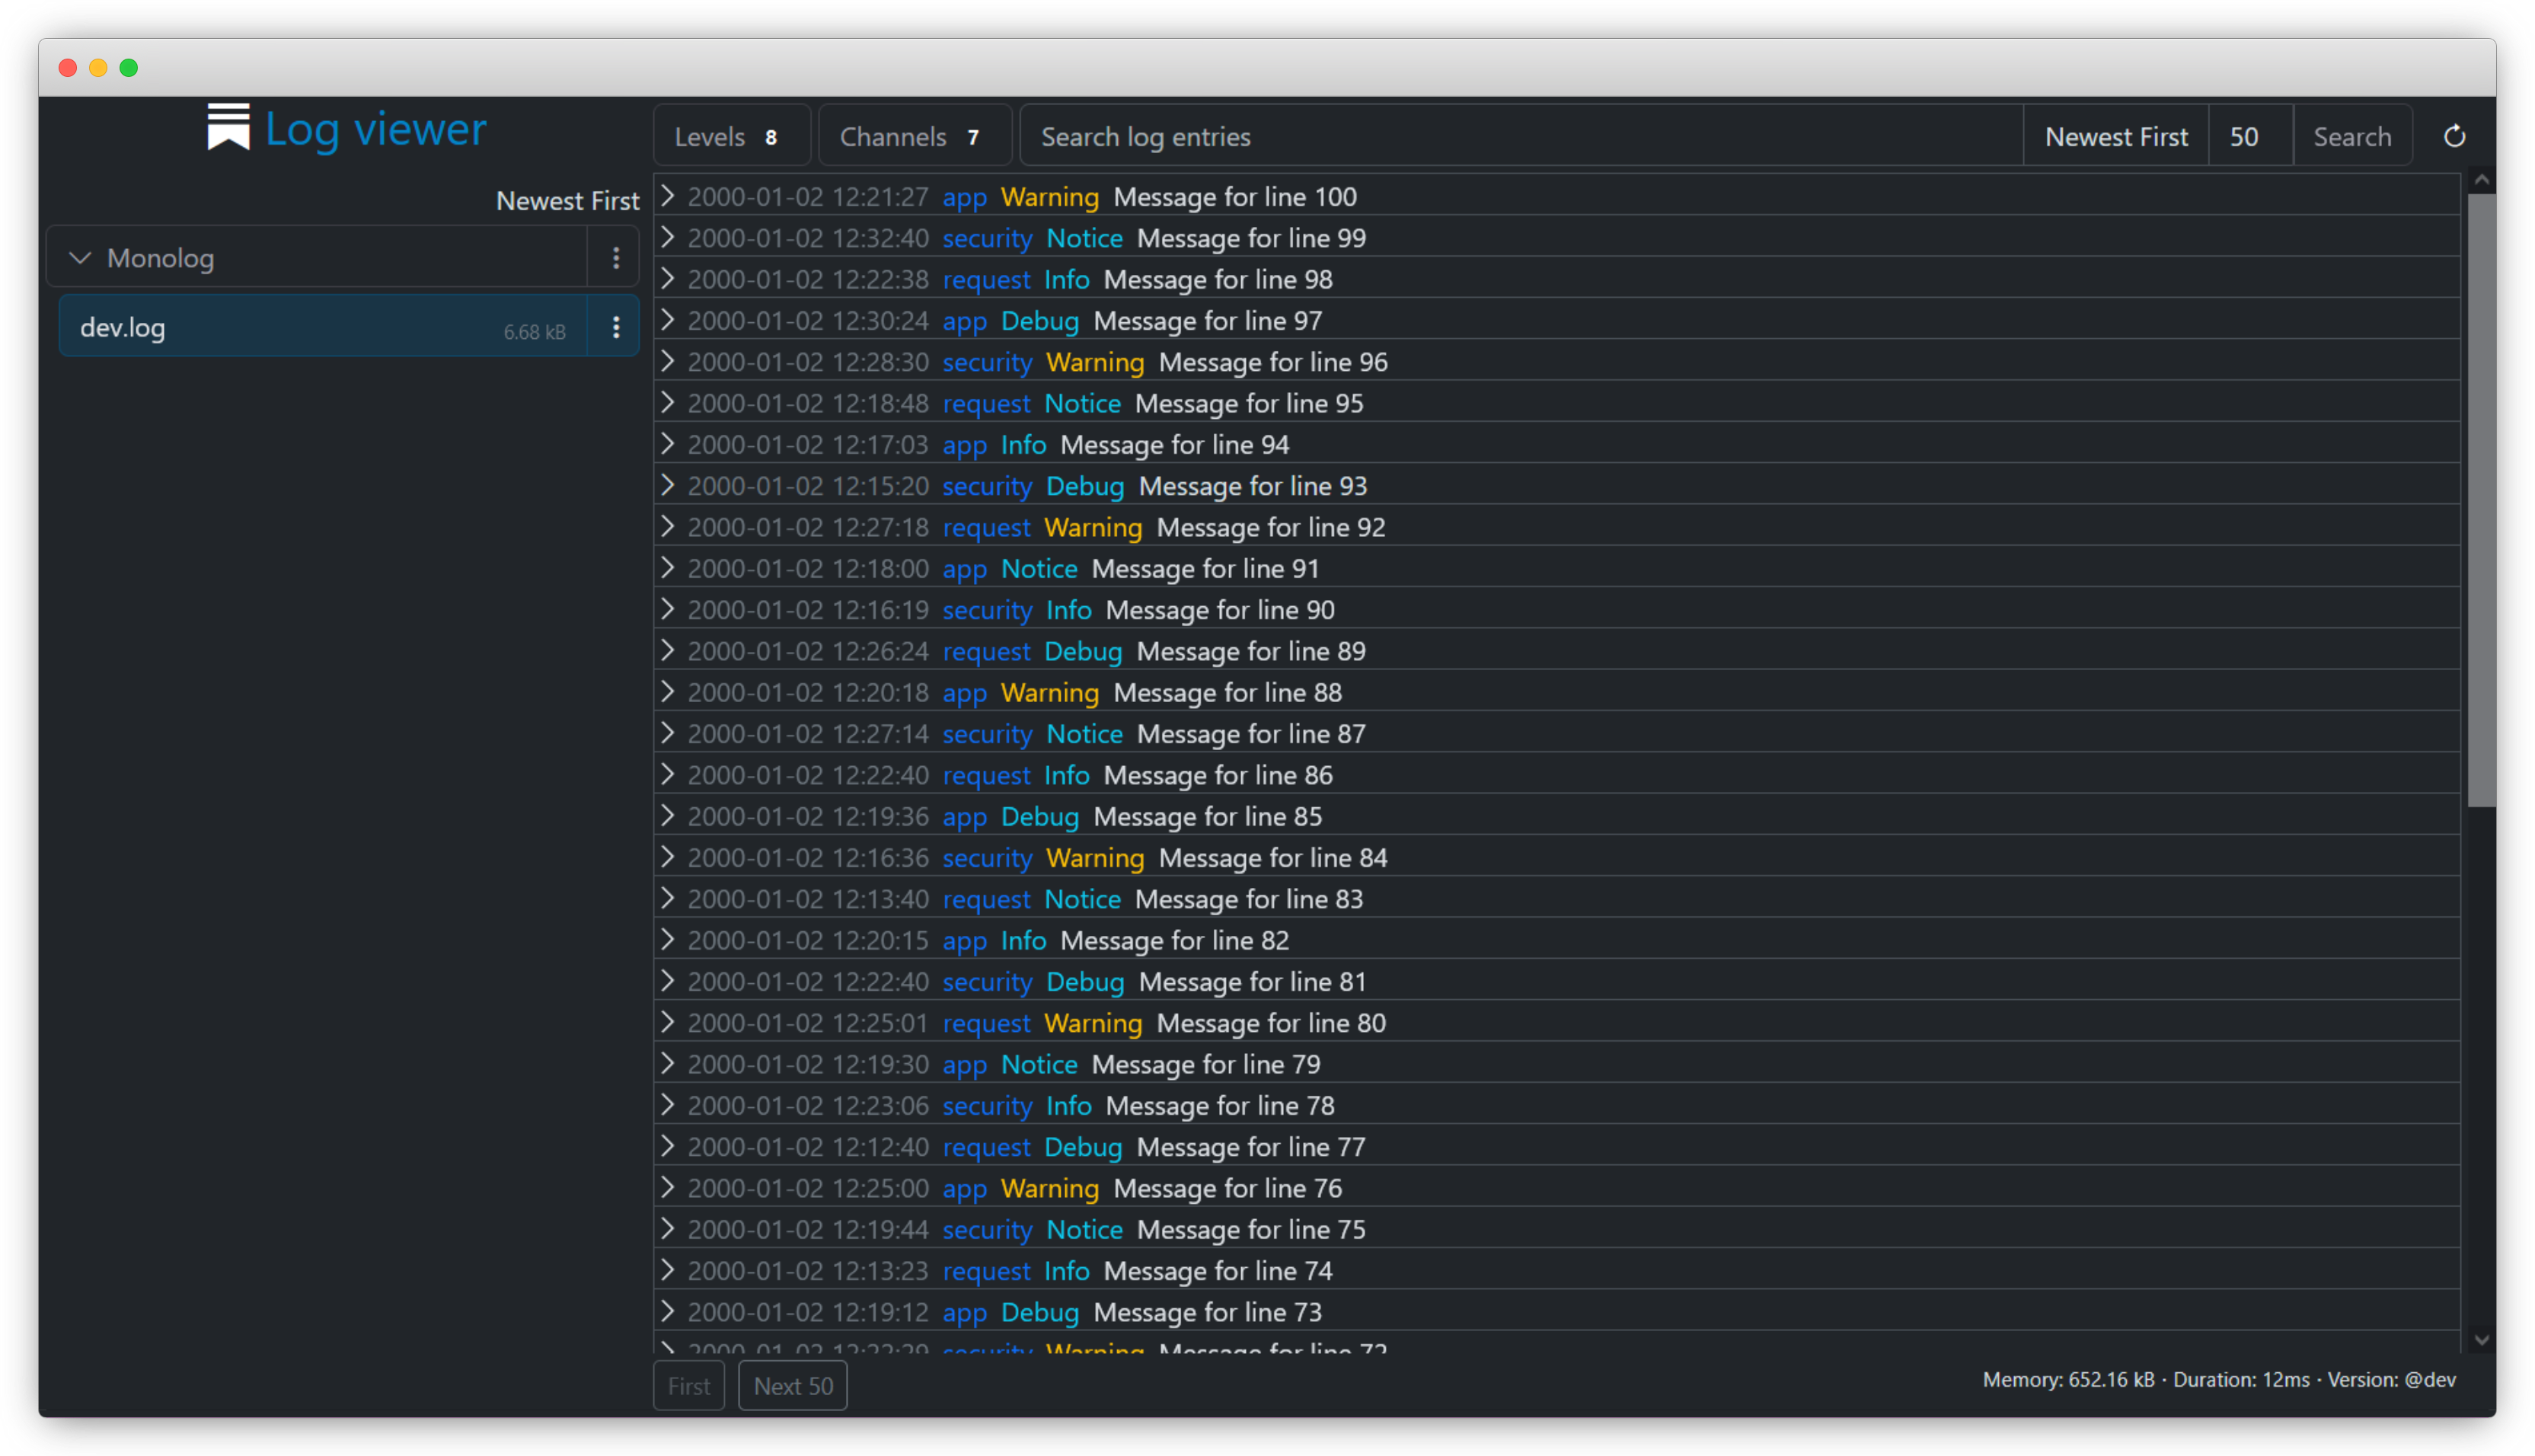 Log viewer
Levels 8 Channels 7 Search log entries Newest First 50 Search
Newest First
Monolog
dev.log 6.68 kB
2000-01-02 12:21:27 app Warning Message for line 100
2000-01-02 12:32:40 security Notice Message for line 99
2000-01-02 12:22:38 request Info Message for line 98
2000-01-02 12:30:24 app Debug Message for line 97
2000-01-02 12:28:30 security Warning Message for line 96
2000-01-02 12:18:48 request Notice Message for line 95
2000-01-02 12:17:03 app Info Message for line 94
2000-01-02 12:15:20 security Debug Message for line 93
2000-01-02 12:27:18 request Warning Message for line 92
2000-01-02 12:18:00 app Notice Message for line 91
2000-01-02 12:16:19 security Info Message for line 90
2000-01-02 12:26:24 request Debug Message for line 89
2000-01-02 12:20:18 app Warning Message for line 88
2000-01-02 12:27:14 security Notice Message for line 87
2000-01-02 12:22:40 request Info Message for line 86
2000-01-02 12:19:36 app Debug Message for line 85
2000-01-02 12:16:36 security Warning Message for line 84
2000-01-02 12:13:40 request Notice Message for line 83
2000-01-02 12:20:15 app Info Message for line 82
2000-01-02 12:22:40 security Debug Message for line 81
2000-01-02 12:25:01 request Warning Message for line 80
2000-01-02 12:19:30 app Notice Message for line 79
2000-01-02 12:23:06 security Info Message for line 78
2000-01-02 12:12:40 request Debug Message for line 77
2000-01-02 12:25:00 app Warning Message for line 76
2000-01-02 12:19:44 security Notice Message for line 75
2000-01-02 12:13:23 request Info Message for line 74
2000-01-02 12:19:12 app Debug Message for line 73
2000-01-02 12:22:29 security Warning Message for line 72
First Next 50
Memory: 652.16 kB · Duration: 12ms · Version: @dev